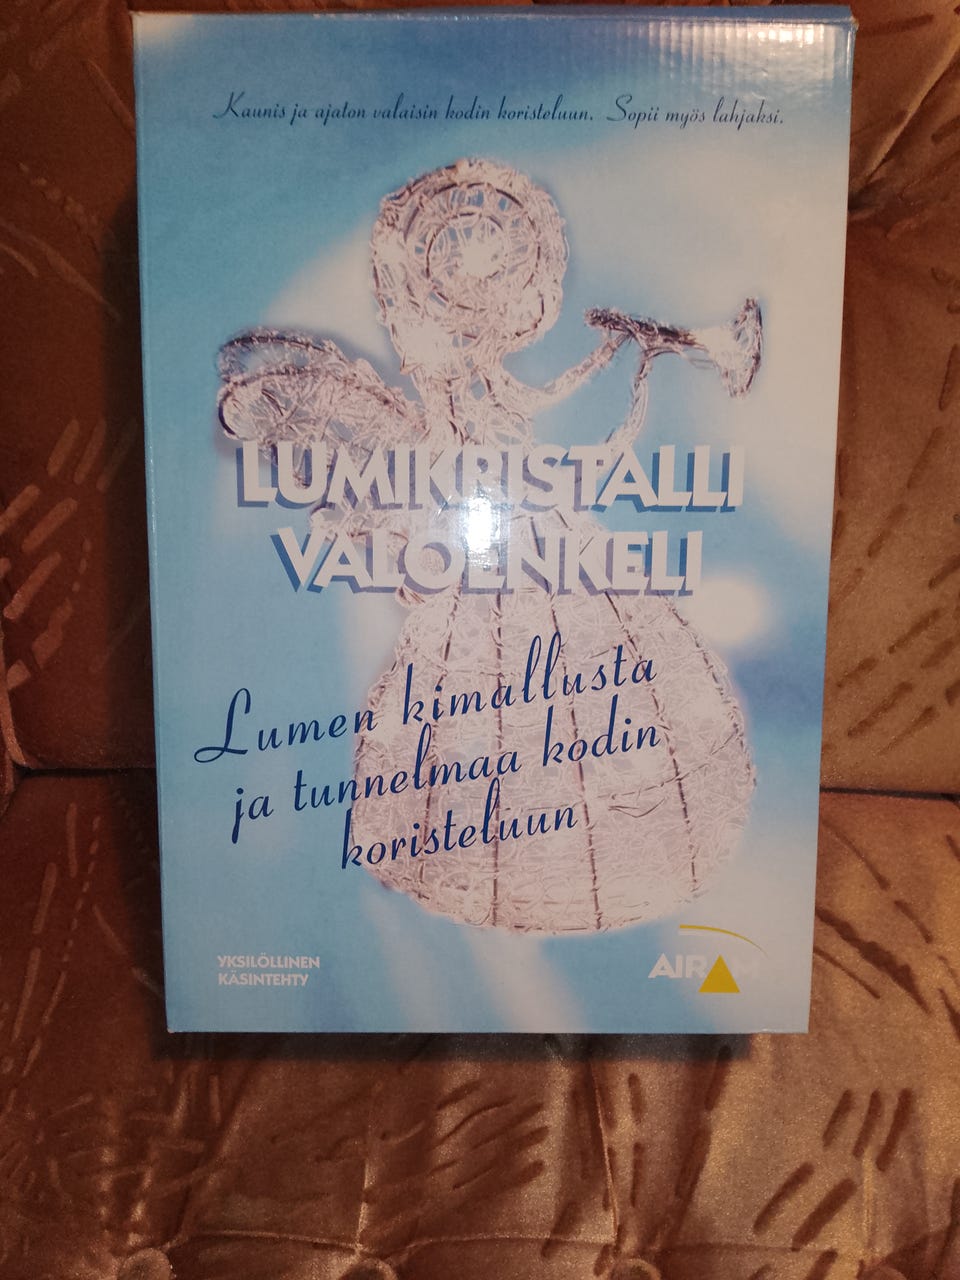 Kaunis ja ajaton valaisin kodin koristeluun. Sopii myös lahjaksi.
LUMIKRISTALLI
VALOENKELI
Lumen kimallusta
ja tunnelmaa kodin
koristeluun
YKSILÖLLINEN
KÄSINTEHTY
AIRAM